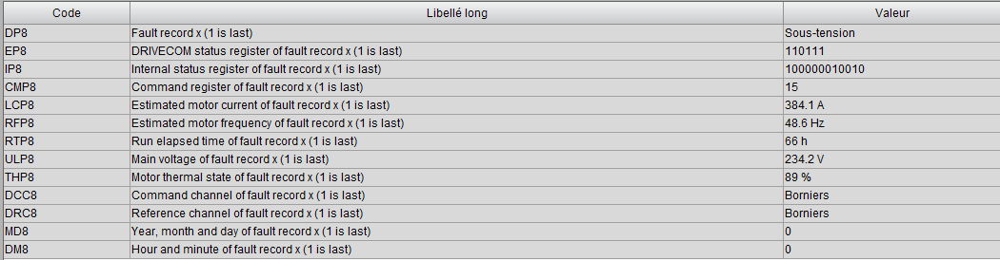 Code Libellé long Valeur
DP8 Fault record x (1 is last) Sous-tension
EP8 DRIVECOM status register of fault record x (1 is last) 110111
IP8 Internal status register of fault record x (1 is last) 100000010010
CMP8 Command register of fault record x (1 is last) 15
LCP8 Estimated motor current of fault record x (1 is last) 384.1 A
RFP8 Estimated motor frequency of fault record x (1 is last) 48.6 Hz
RTP8 Run elapsed time of fault record x (1 is last) 66 h
ULP8 Main voltage of fault record x (1 is last) 234.2 V
THP8 Motor thermal state of fault record x (1 is last) 89 %
DCC8 Command channel of fault record x (1 is last) Borniers
DRC8 Reference channel of fault record x (1 is last) Borniers
MD8 Year, month and day of fault record x (1 is last) 0
DM8 Hour and minute of fault record x (1 is last) 0